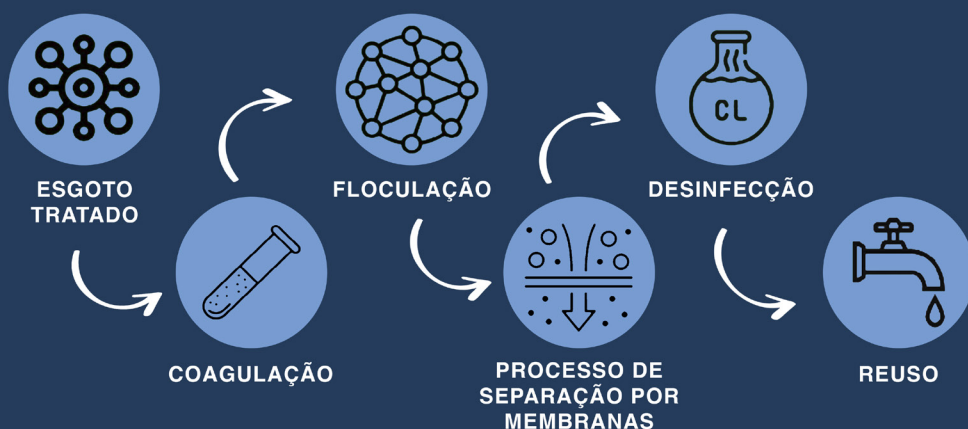 ESGOTO
TRATADO
COAGULAÇÃO
FLOCULAÇÃO
PROCESSO DE
SEPARAÇÃO POR
MEMBRANAS
CL
DESINFECÇÃO
REUSO